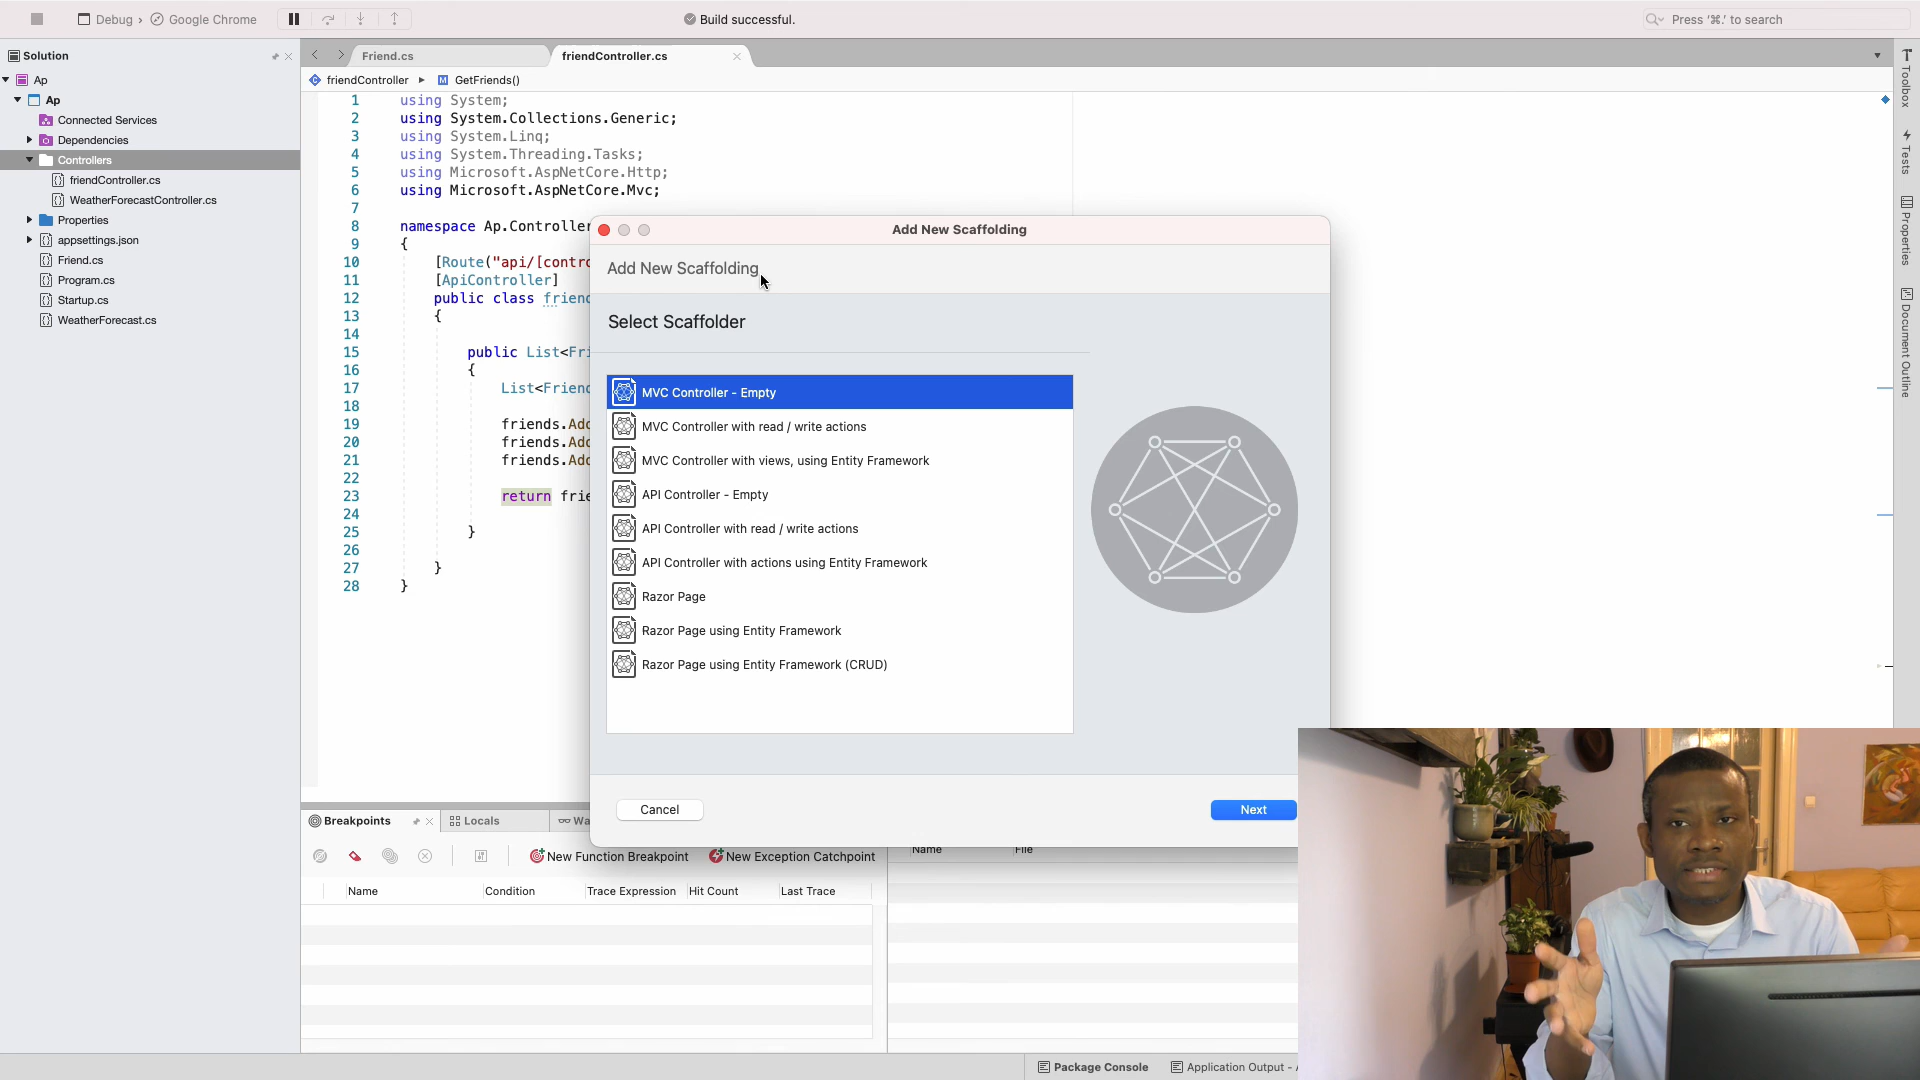 Debug › Google Chrome
Build successful.
Press '⌘.' to search
Solution
Friend.cs
friendController.cs
friendController ▸ GetFriends()
Ap
Ap
Connected Services
Dependencies
Controllers
friendController.cs
WeatherForecastController.cs
Properties
appsettings.json
Friend.cs
Program.cs
Startup.cs
WeatherForecast.cs
1 using System;
2 using System.Collections.Generic;
3 using System.Linq;
4 using System.Threading.Tasks;
5 using Microsoft.AspNetCore.Http;
6 using Microsoft.AspNetCore.Mvc;
7
8 namespace Ap.Controller
9 {
10 [Route("api/[contro
11 [ApiController]
12 public class friend
13 {
14
15 public List<Fri
16 {
17 List<Friend
18
19 friends.Add
20 friends.Add
21 friends.Add
22
23 return frie
24
25 }
26
27 }
28 }
Add New Scaffolding
Add New Scaffolding
Select Scaffolder
MVC Controller - Empty
MVC Controller with read / write actions
MVC Controller with views, using Entity Framework
API Controller - Empty
API Controller with read / write actions
API Controller with actions using Entity Framework
Razor Page
Razor Page using Entity Framework
Razor Page using Entity Framework (CRUD)
Cancel
Next
Toolbox
Tests
Properties
Document Outline
Breakpoints
Locals
Wa
New Function Breakpoint
New Exception Catchpoint
Name
File
Name
Condition
Trace Expression
Hit Count
Last Trace
Package Console
Application Output - A